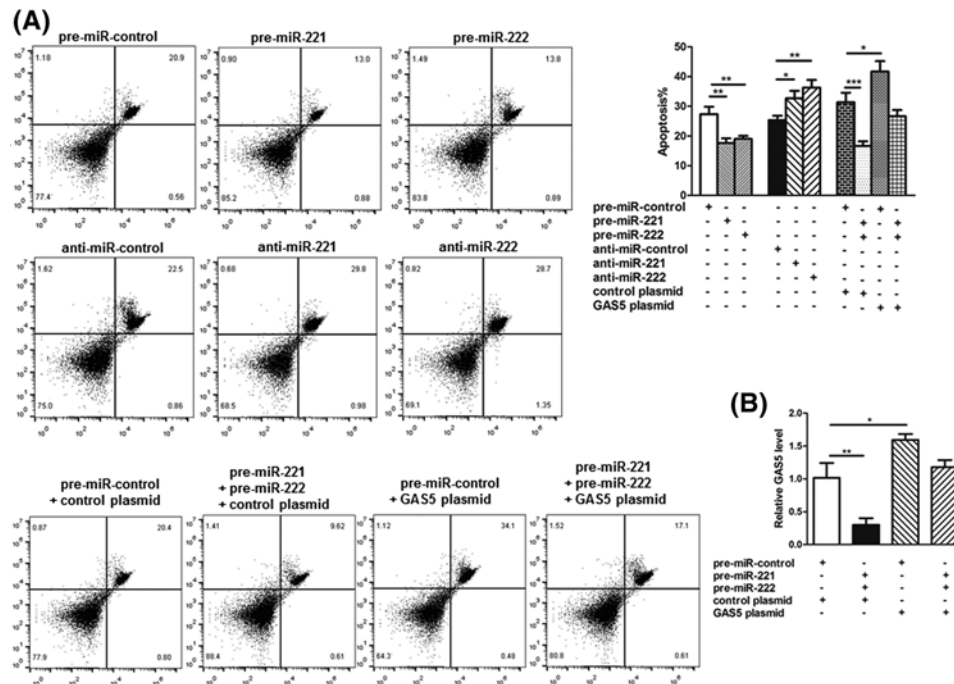 (A)
pre-miR-control
pre-miR-221
pre-miR-222
1.18 20.9
77.4 0.56
0.90 13.0
85.2 0.88
1.49 13.8
83.8 0.89
anti-miR-control
anti-miR-221
anti-miR-222
1.62 22.5
75.0 0.86
0.68 29.8
68.5 0.98
0.82 28.7
69.1 1.35
pre-miR-control
+ control plasmid
pre-miR-221
+ pre-miR-222
+ control plasmid
pre-miR-control
+ GAS5 plasmid
pre-miR-221
+ pre-miR-222
+ GAS5 plasmid
0.87 20.4
77.9 0.80
1.41 9.62
88.4 0.61
1.12 34.1
64.3 0.49
1.52 17.1
80.8 0.61
Apoptosis%
50
40
30
20
10
0
** ** * ** *** *
pre-miR-control + - - - - - + - + -
pre-miR-221 - + - - - - - + - +
pre-miR-222 - - + - - - - + - +
anti-miR-control - - - + - - - - - -
anti-miR-221 - - - - + - - - - -
anti-miR-222 - - - - - + - - - -
control plasmid - - - - - - + + - -
GAS5 plasmid - - - - - - - - + +
(B)
Relative GAS5 level
2.0
1.5
1.0
0.5
0.0
*
**
pre-miR-control + - + -
pre-miR-221 - + - +
pre-miR-222 - + - +
control plasmid + + - -
GAS5 plasmid - - + +